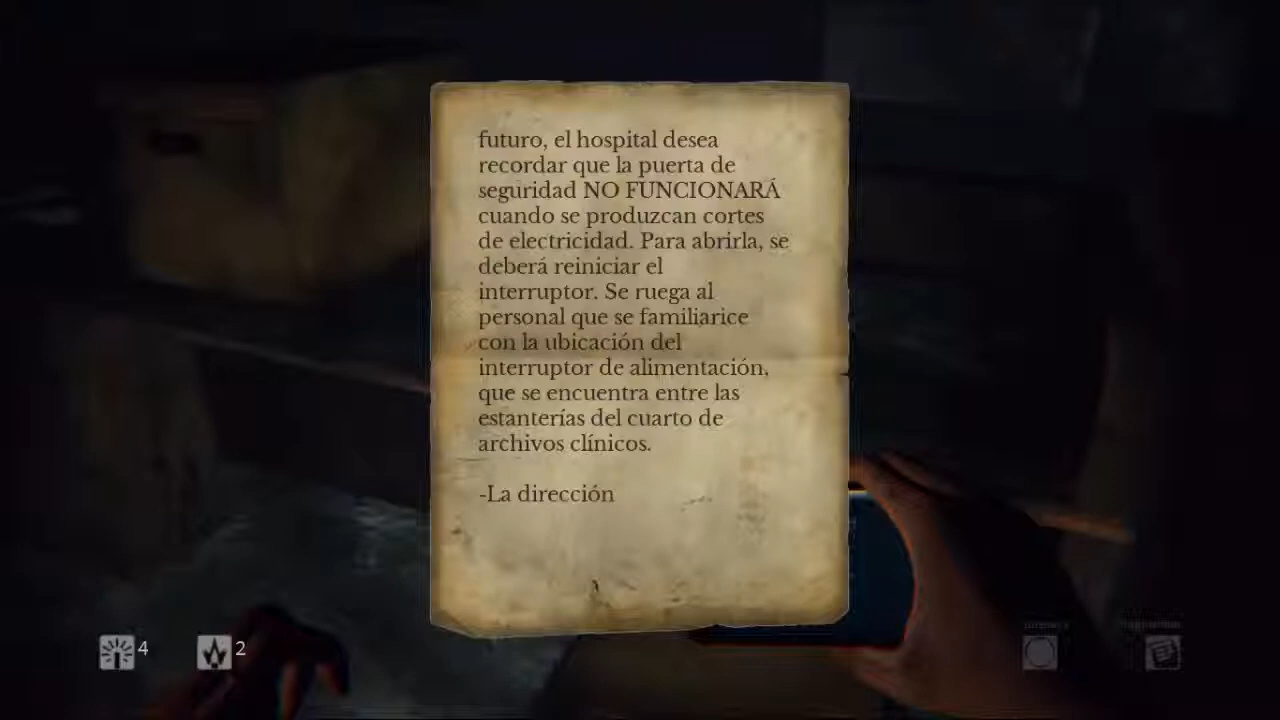 futuro, el hospital desea
recordar que la puerta de
seguridad NO FUNCIONARÁ
cuando se produzcan cortes
de electricidad. Para abrirla, se
deberá reiniciar el
interruptor. Se ruega al
personal que se familiarice
con la ubicación del
interruptor de alimentación,
que se encuentra entre las
estanterías del cuarto de
archivos clínicos.
-La dirección
4
2